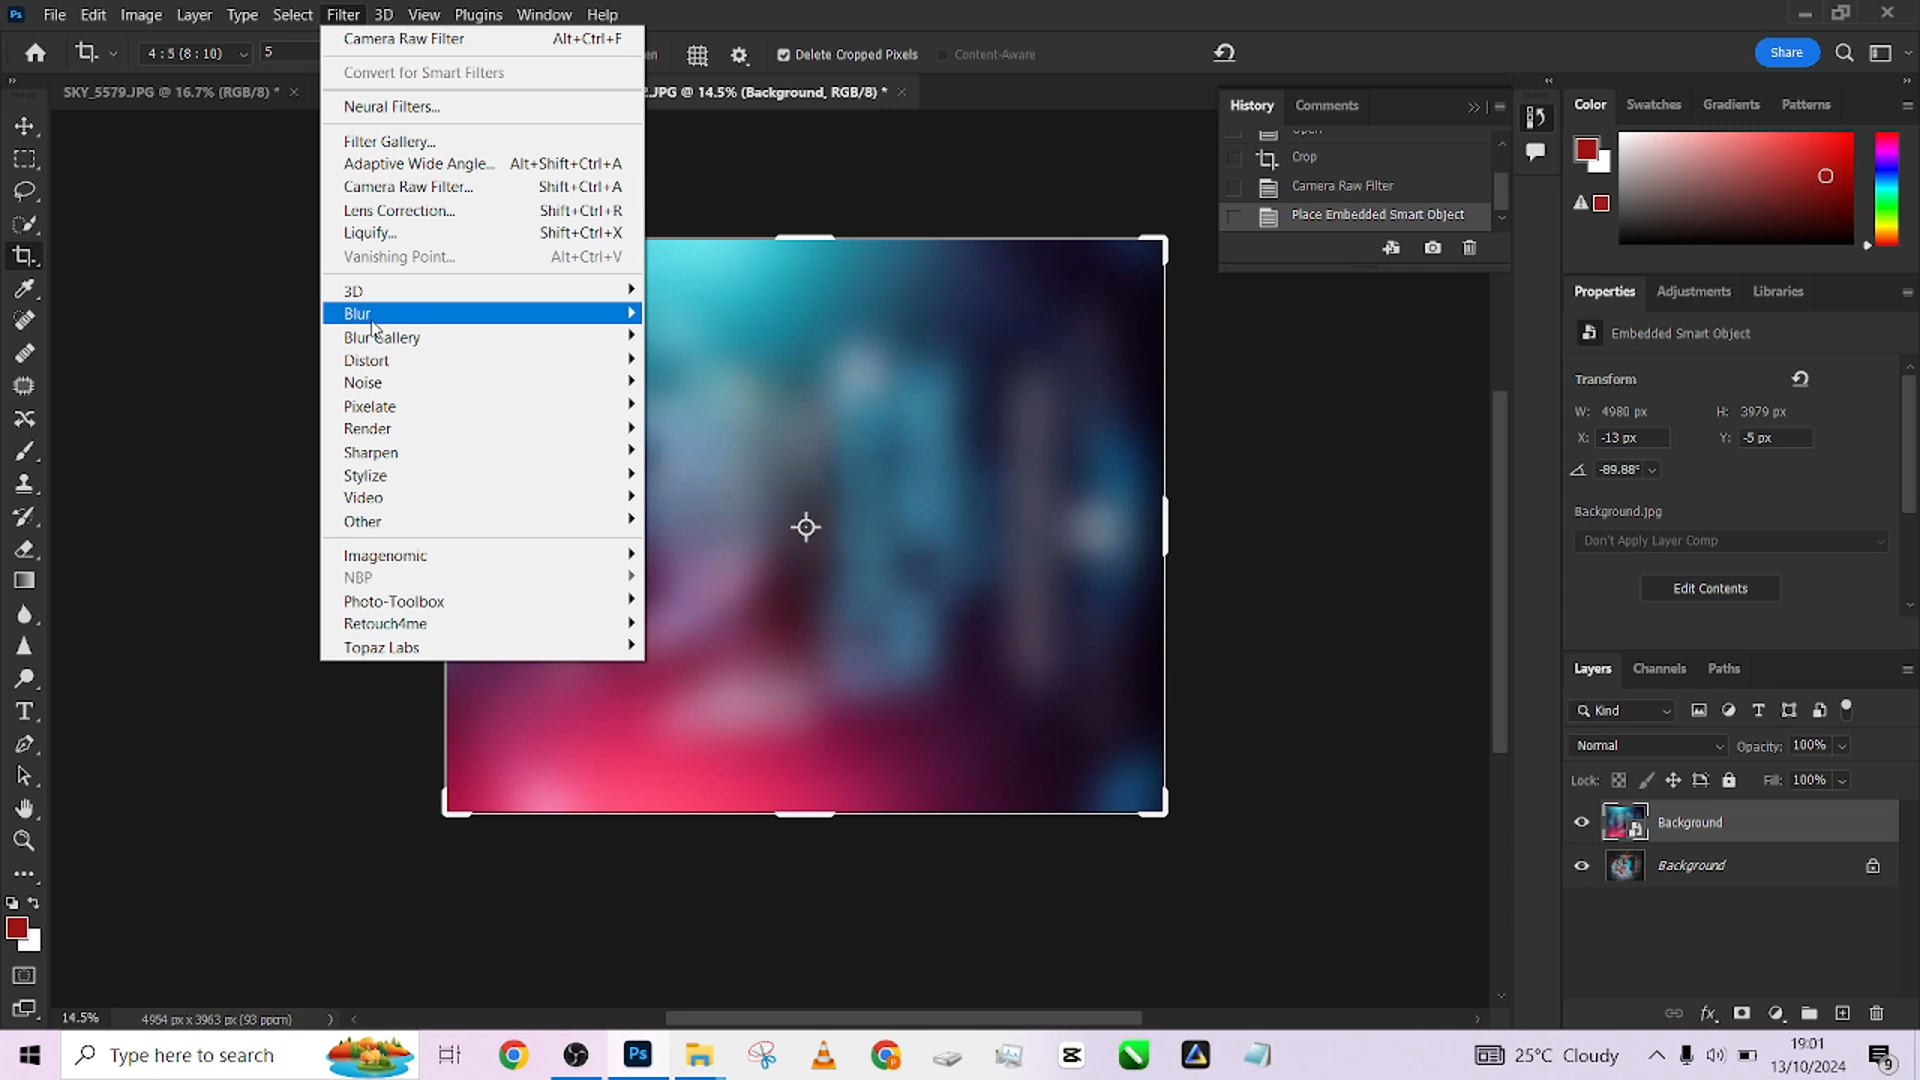 Ps File Edit Image Layer Type Select Filter 3D View Plugins Window Help
4 : 5 (8 : 10) 5 Delete Cropped Pixels Content-Aware Share
SKY_5579.JPG @ 16.7% (RGB/8) * .JPG @ 14.5% (Background, RGB/8) *
Camera Raw Filter Alt+Ctrl+F
Convert for Smart Filters
Neural Filters...
Filter Gallery...
Adaptive Wide Angle... Alt+Shift+Ctrl+A
Camera Raw Filter... Shift+Ctrl+A
Lens Correction... Shift+Ctrl+R
Liquify... Shift+Ctrl+X
Vanishing Point... Alt+Ctrl+V
3D
Blur
Blur Gallery
Distort
Noise
Pixelate
Render
Sharpen
Stylize
Video
Other
Imagenomic
NBP
Photo-Toolbox
Retouch4me
Topaz Labs
History Comments
Open
Crop
Camera Raw Filter
Place Embedded Smart Object
Color Swatches Gradients Patterns
Properties Adjustments Libraries
Embedded Smart Object
Transform
W: 4980 px H: 3979 px
X: -13 px Y: -5 px
-89.88°
Background.jpg
Don't Apply Layer Comp
Edit Contents
Layers Channels Paths
Kind
Normal Opacity: 100%
Lock: Fill: 100%
Background
Background
14.5% 4954 px x 3963 px (93 ppcm)
Type here to search Ps 25°C Cloudy 19:01
13/10/2024 9